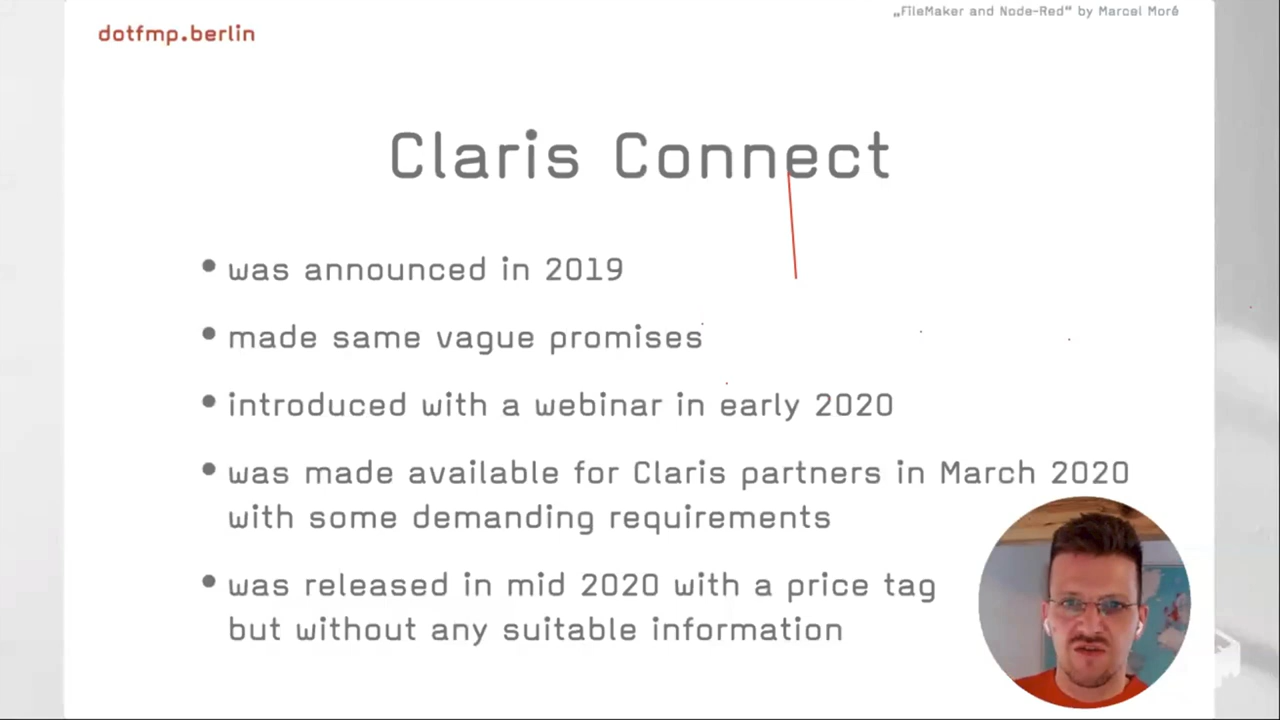 „FileMaker and Node-Red“ by Marcel Moré
dotfmp.berlin
Claris Connect
• was announced in 2019
• made same vague promises
• introduced with a webinar in early 2020
• was made available for Claris partners in March 2020
with some demanding requirements
• was released in mid 2020 with a price tag
but without any suitable information